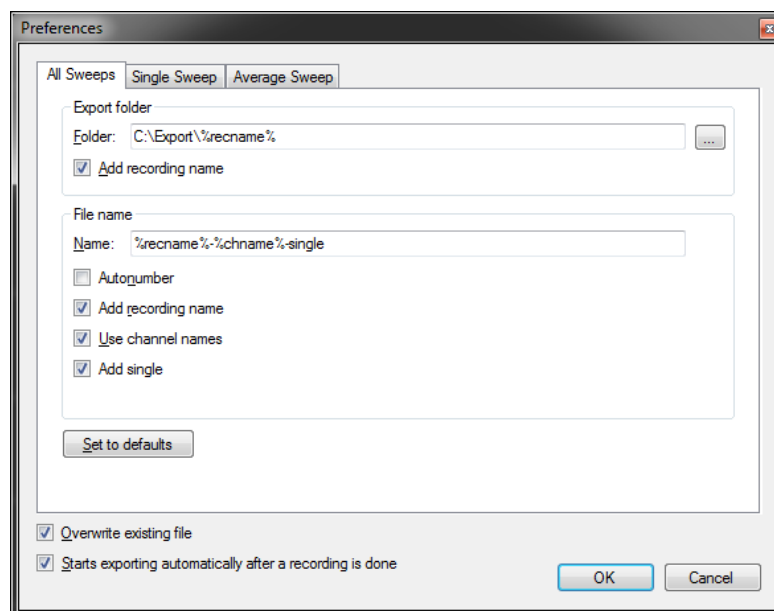 Preferences
All Sweeps Single Sweep Average Sweep
Export folder
Folder: C:\Export\%recname% ...
Add recording name
File name
Name: %recname%-%chname%-single
Autonumber
Add recording name
Use channel names
Add single
Set to defaults
Overwrite existing file
Starts exporting automatically after a recording is done
OK Cancel